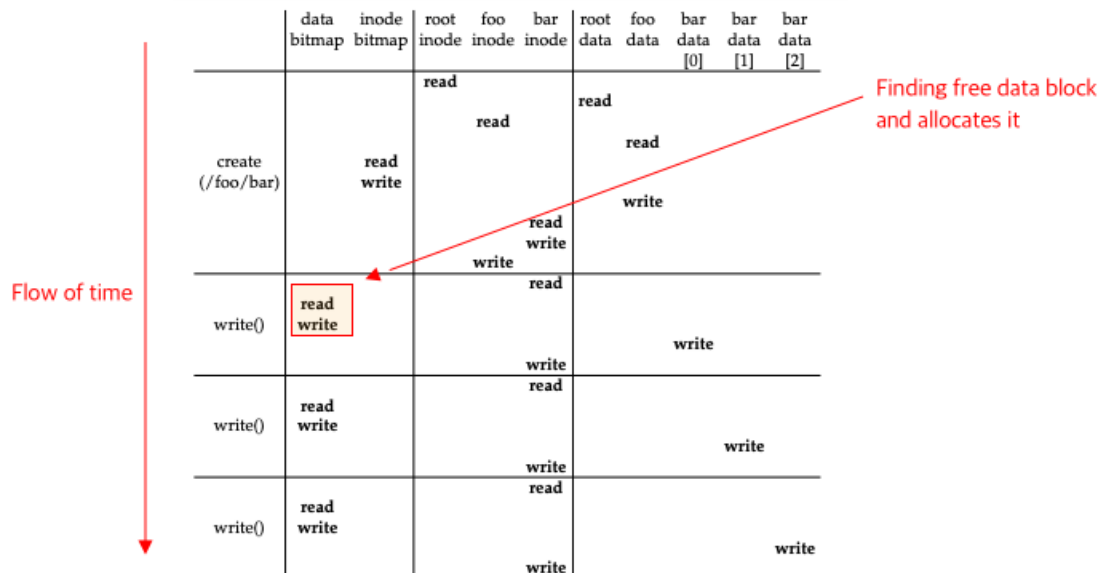 data inode root foo bar root foo bar bar bar
bitmap bitmap inode inode inode data data data data data
[0] [1] [2]
read
Finding free data block
read
and allocates it
read
read
create read
(/foo/bar) write
write
read
write
write
Flow of time
read
read
write() write
write
write
read
read
write() write
write
write
read
read
write() write
write
write